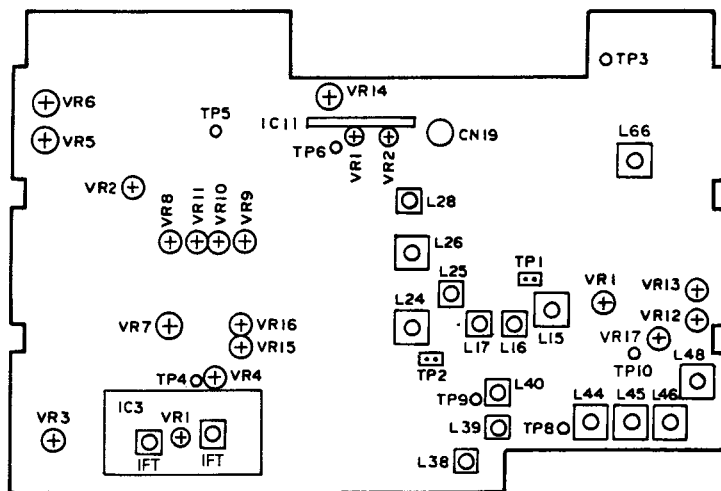 TP3
VR6
VR14
TP5
IC11
VR5
CN19
TP6
VR1
VR2
L66
VR2
L28
VR8
VR11
VR10
VR9
L26
TP1
L25
VR1
VR13
L24
L15
VR12
VR7
VR16
L17
L16
VR17
VR15
TP2
TP10
L48
TP4
VR4
L40
TP9
L44
L45
L46
IC3
VR1
VR3
L39
TP8
IFT
IFT
L38